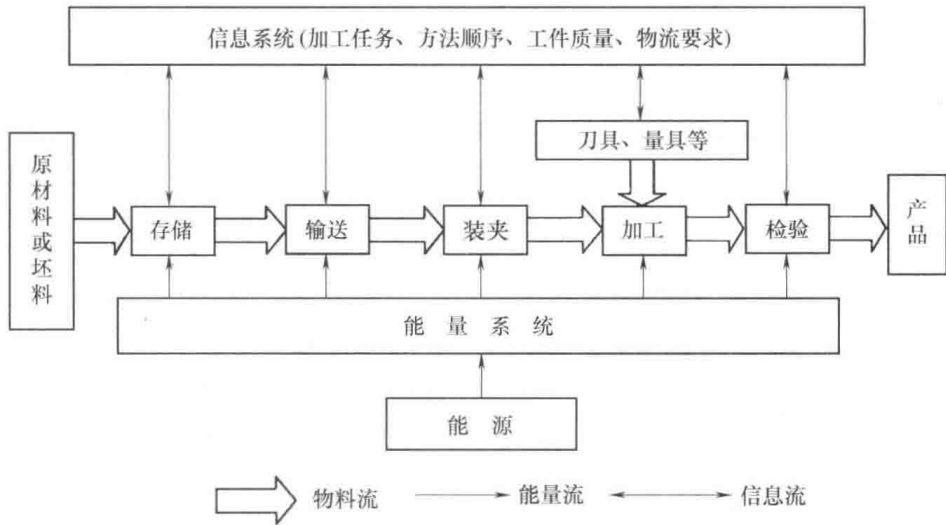 信息系统(加工任务、方法顺序、工件质量、物流要求)
刀具、量具等
原材料或坯料
存储
输送
装夹
加工
检验
产品
能量系统
能源
物料流
能量流
信息流